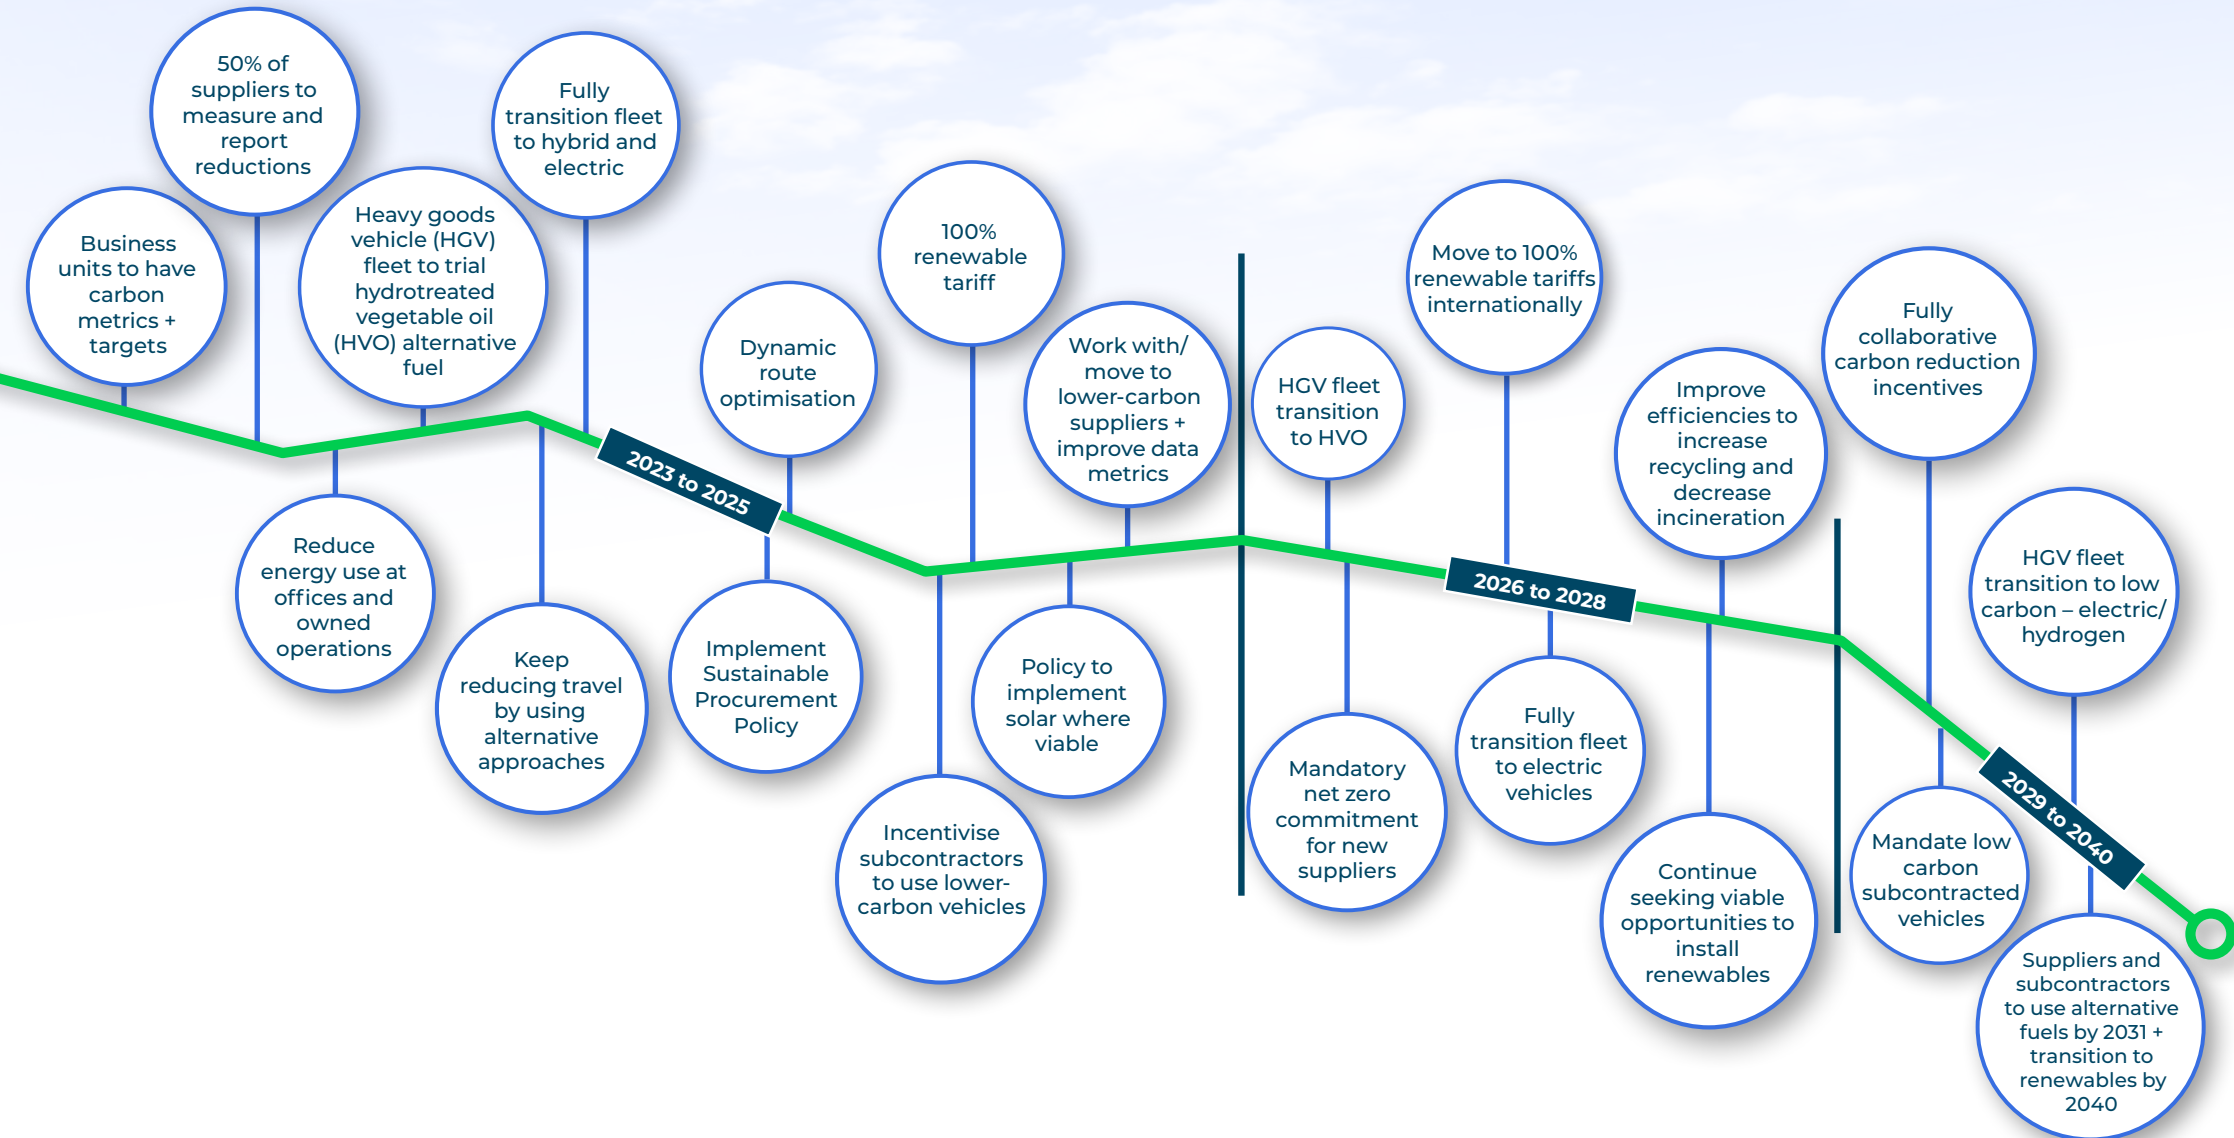 50% of
suppliers to
measure and
report
reductions
Fully
transition fleet
to hybrid and
electric
Business
units to have
carbon
metrics +
targets
Heavy goods
vehicle (HGV)
fleet to trial
hydrotreated
vegetable oil
(HVO) alternative
fuel
Reduce
energy use at
offices and
owned
operations
Keep
reducing travel
by using
alternative
approaches
2023 to 2025
Dynamic
route
optimisation
Implement
Sustainable
Procurement
Policy
100%
renewable
tariff
Incentivise
subcontractors
to use lower-
carbon vehicles
Work with/
move to
lower-carbon
suppliers +
improve data
metrics
Policy to
implement
solar where
viable
HGV fleet
transition
to HVO
Mandatory
net zero
commitment
for new
suppliers
Move to 100%
renewable tariffs
internationally
2026 to 2028
Fully
transition fleet
to electric
vehicles
Improve
efficiencies to
increase
recycling and
decrease
incineration
Continue
seeking viable
opportunities to
install
renewables
Fully
collaborative
carbon reduction
incentives
Mandate low
carbon
subcontracted
vehicles
HGV fleet
transition to low
carbon – electric/
hydrogen
2029 to 2040
Suppliers and
subcontractors
to use alternative
fuels by 2031 +
transition to
renewables by
2040